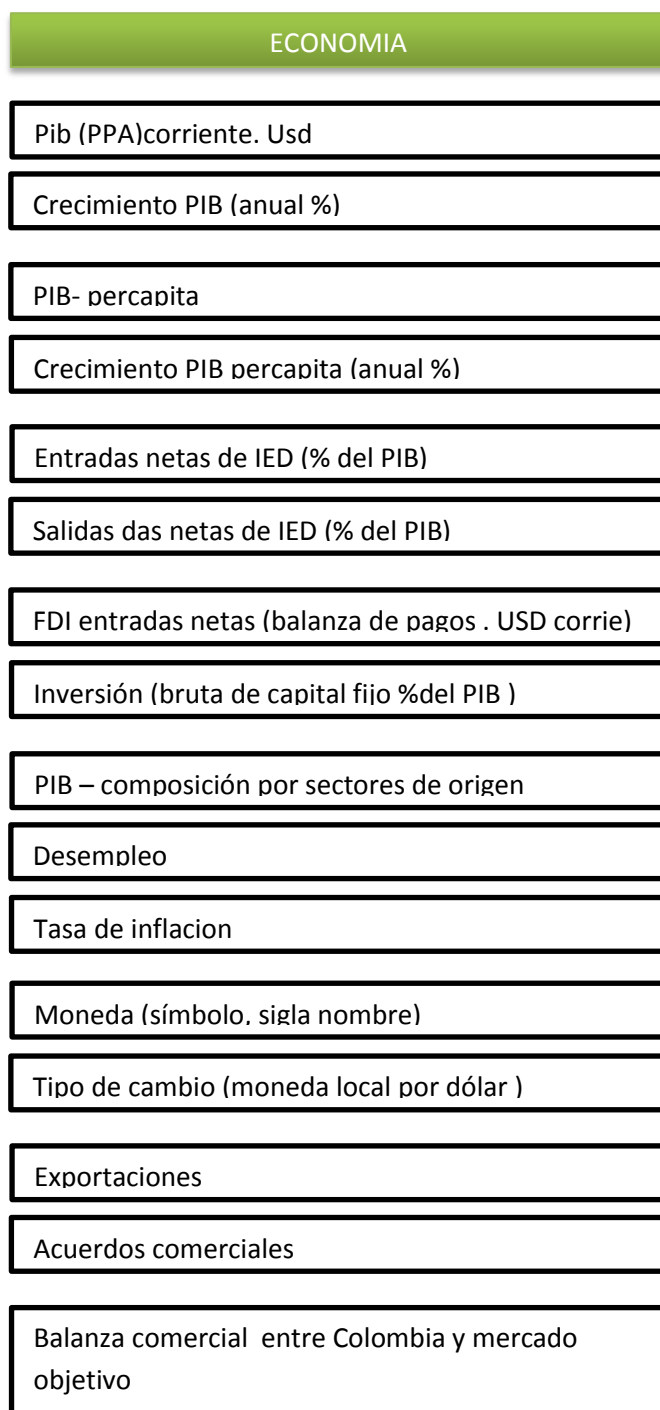 ECONOMIA
Pib (PPA)corriente. Usd
Crecimiento PIB (anual %)
PIB- percapita
Crecimiento PIB percapita (anual %)
Entradas netas de IED (% del PIB)
Salidas das netas de IED (% del PIB)
FDI entradas netas (balanza de pagos . USD corrie)
Inversión (bruta de capital fijo %del PIB )
PIB – composición por sectores de origen
Desempleo
Tasa de inflacion
Moneda (símbolo, sigla nombre)
Tipo de cambio (moneda local por dólar )
Exportaciones
Acuerdos comerciales
Balanza comercial entre Colombia y mercado
objetivo